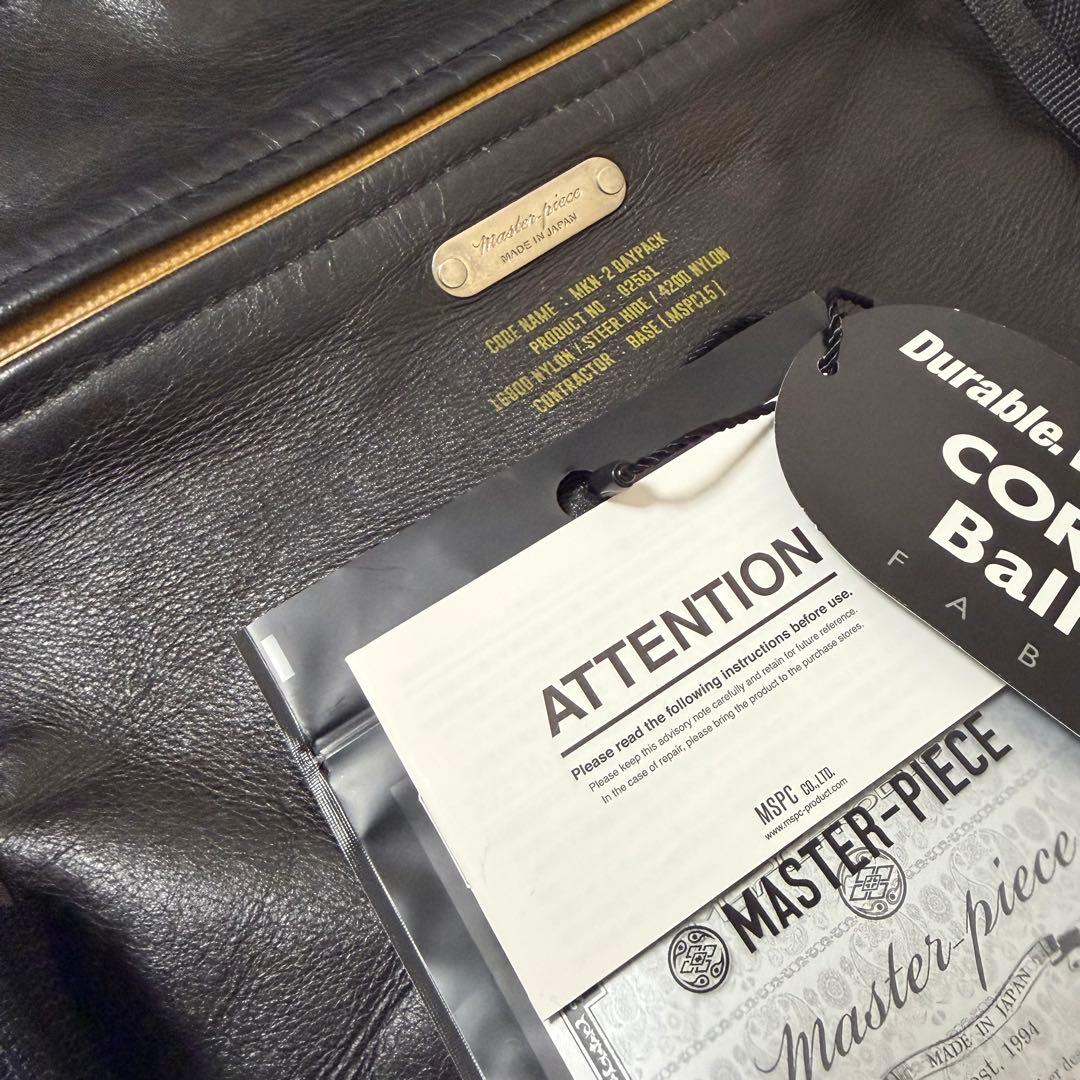 Master-piece
MADE IN JAPAN
CODE NAME : MKN-2 DAYPACK
PRODUCT NO : 02561
1680D NYLON / STEER HIDE / 420D NYLON
CONTRACTOR : BASE [MSPC15]
Durable.
COR
Ball
FAB
ATTENTION
Please read the following instructions before use.
Please keep this advisory note carefully and retain for future reference.
In the case of repair, please bring the product to the purchase stores.
MSPC CO.,LTD.
www.mspc-product.com
MASTER-PIECE
Master-piece
MADE IN JAPAN
est. 1994